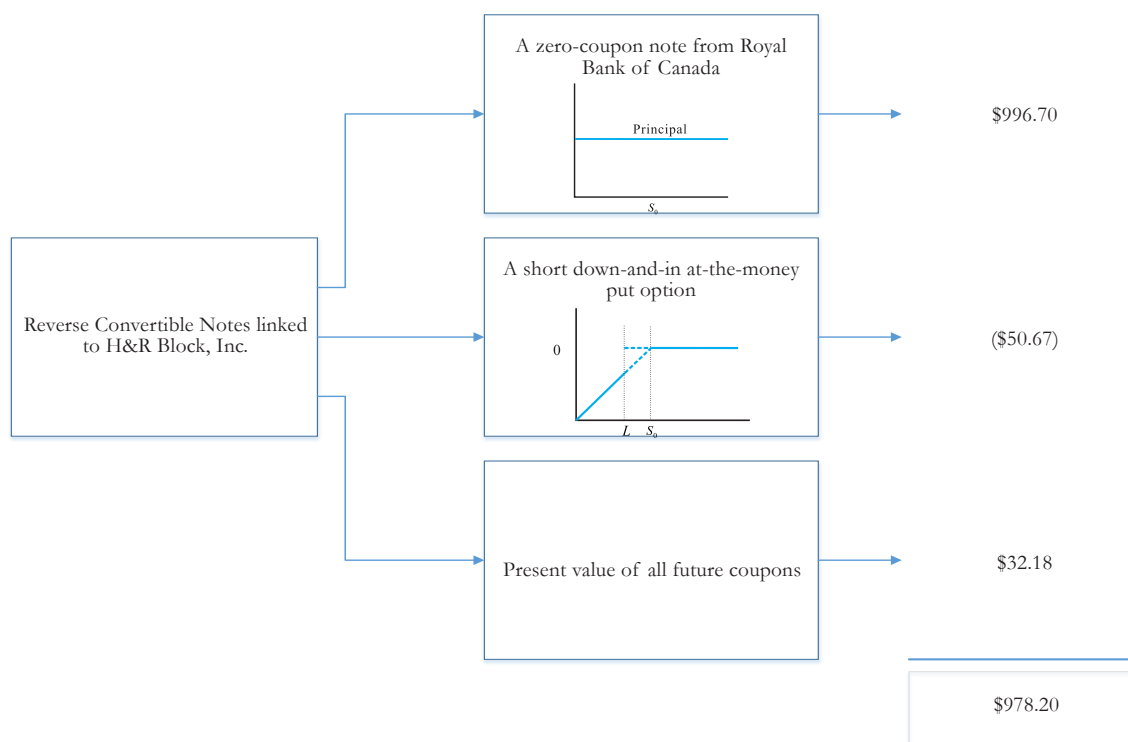 A zero-coupon note from Royal
Bank of Canada
Principal
S₀
$996.70
Reverse Convertible Notes linked
to H&R Block, Inc.
A short down-and-in at-the-money
put option
0
L S₀
($50.67)
Present value of all future coupons
$32.18
$978.20